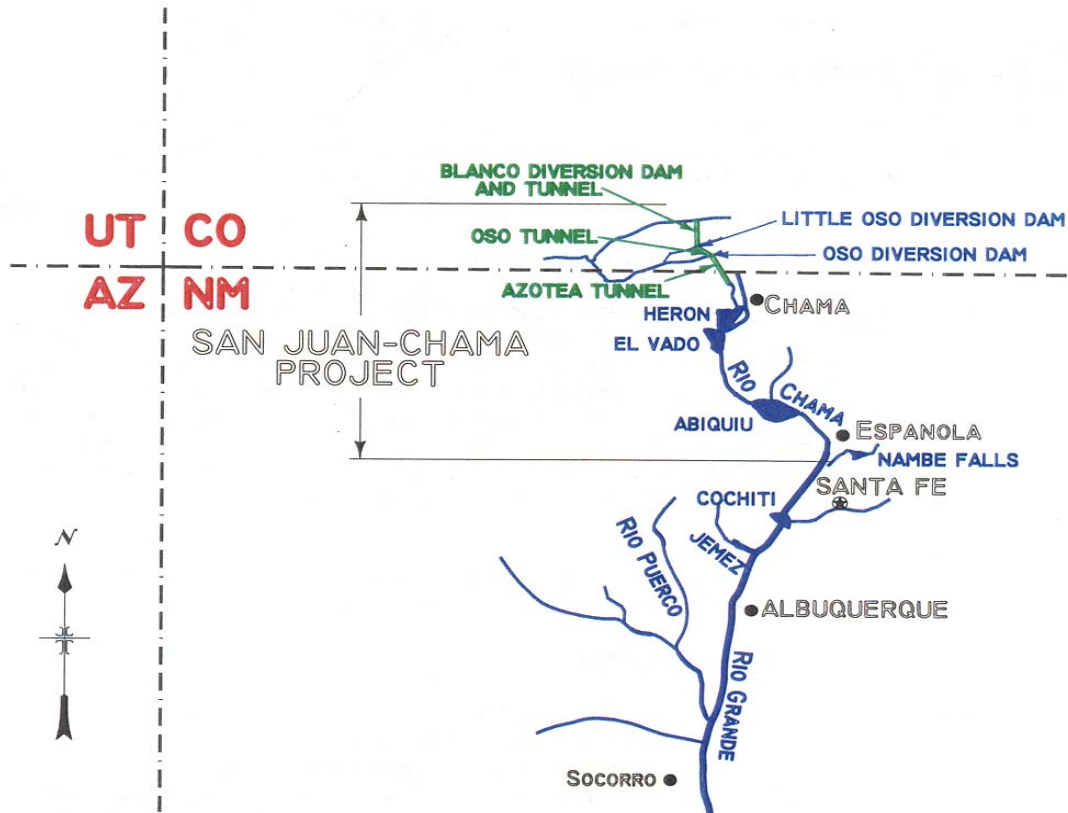 BLANCO DIVERSION DAM
AND TUNNEL
LITTLE OSO DIVERSION DAM
UT CO
OSO TUNNEL
OSO DIVERSION DAM
AZ NM
AZOTEA TUNNEL
CHAMA
HERON
SAN JUAN-CHAMA
PROJECT
EL VADO
RIO CHAMA
ABIQUIU
ESPANOLA
NAMBE FALLS
SANTA FE
COCHITI
N
RIO PUERCO
JEMEZ
ALBUQUERQUE
RIO GRANDE
SOCORRO